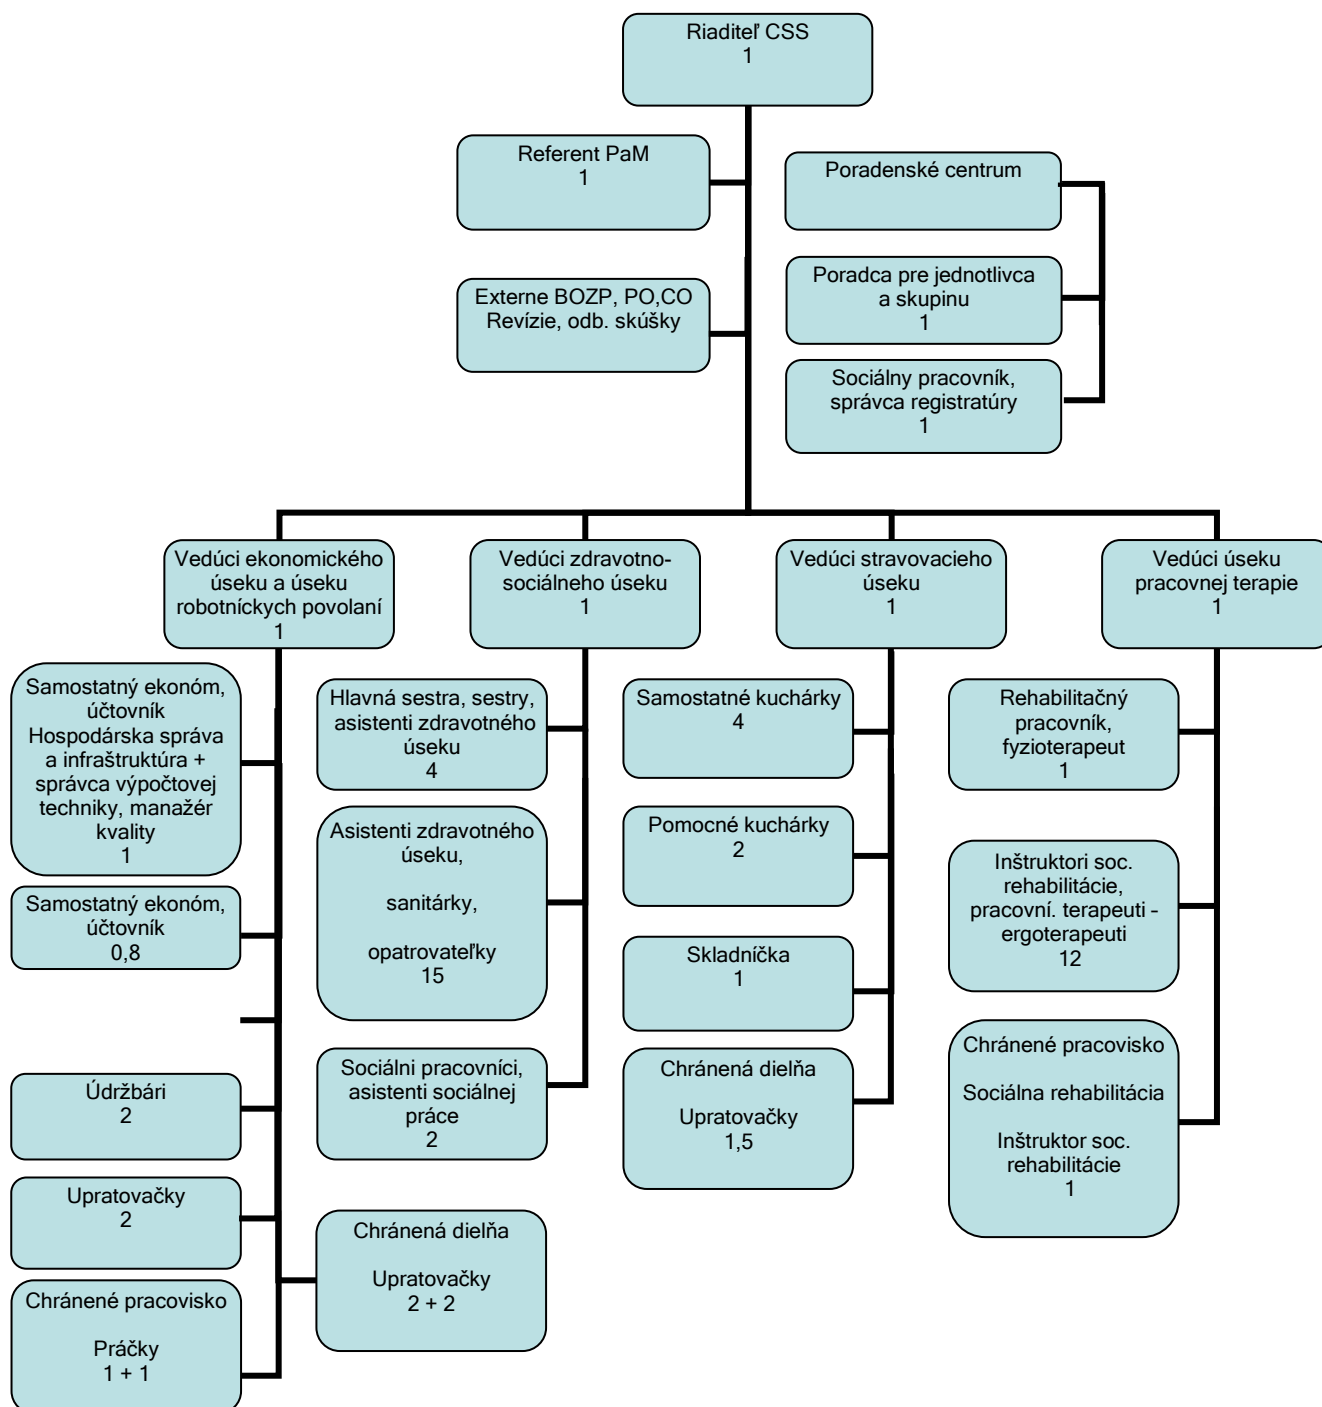 Riaditeľ CSS
1
Referent PaM
1
Poradenské centrum
Externe BOZP, PO,CO
Revízie, odb. skúšky
Poradca pre jednotlivca
a skupinu
1
Sociálny pracovník,
správca registratúry
1
Vedúci ekonomického
úseku a úseku
robotníckych povolaní
1
Vedúci zdravotno-
sociálneho úseku
1
Vedúci stravovacieho
úseku
1
Vedúci úseku
pracovnej terapie
1
Samostatný ekonóm,
účtovník
Hospodárska správa
a infraštruktúra +
správca výpočtovej
techniky, manažér
kvality
1
Samostatný ekonóm,
účtovník
0,8
Údržbári
2
Upratovačky
2
Chránené pracovisko
Práčky
1 + 1
Chránená dielňa
Upratovačky
2 + 2
Hlavná sestra, sestry,
asistenti zdravotného
úseku
4
Asistenti zdravotného
úseku,
sanitárky,
opatrovateľky
15
Sociálni pracovníci,
asistenti sociálnej
práce
2
Samostatné kuchárky
4
Pomocné kuchárky
2
Skladníčka
1
Chránená dielňa
Upratovačky
1,5
Rehabilitačný
pracovník,
fyzioterapeut
1
Inštruktori soc.
rehabilitácie,
pracovní. terapeuti -
ergoterapeuti
12
Chránené pracovisko
Sociálna rehabilitácia
Inštruktor soc.
rehabilitácie
1